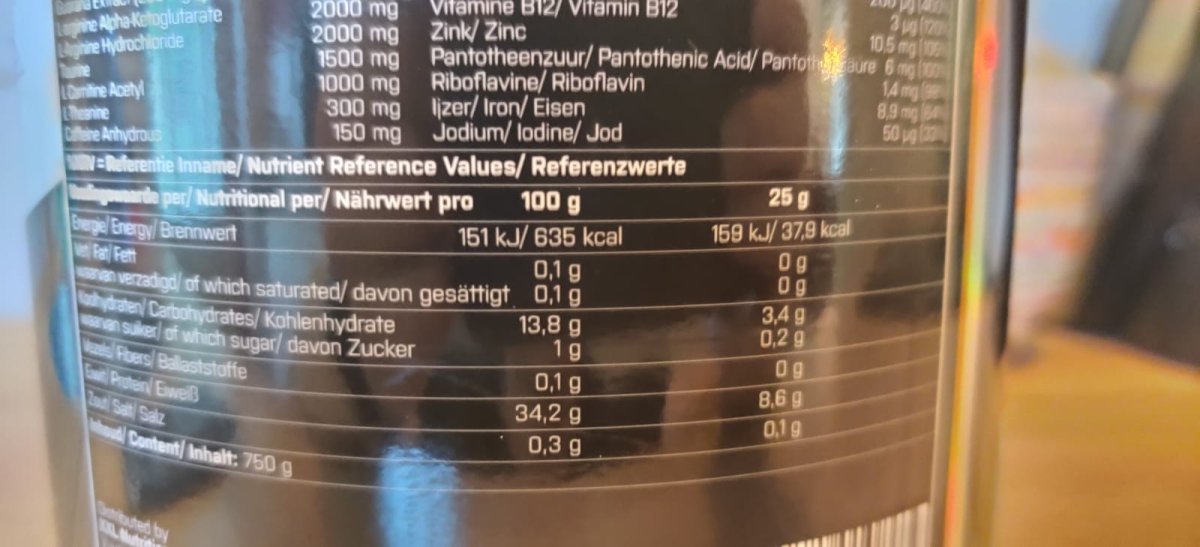 Alpha-Ketoglutarate 2000 mg Vitamine B12/ Vitamin B12
Hydrochloride 2000 mg Zink/ Zinc 3 µg
1500 mg Pantotheenzuur/ Pantothenic Acid/ 10,5 mg
Acetyl 1000 mg Riboflavine/ Riboflavin 6 mg
300 mg Ijzer/ Iron/ Eisen 1,4 mg
Anhydrous 150 mg Jodium/ Iodine/ Jod 8,9 mg
50 µg
= Referentie Inname/ Nutrient Reference Values/ Referenzwerte
per/ Nutritional per/ Nährwert pro 100 g 25 g
Energie/ Energy/ Brennwert 151 kJ/ 635 kcal 159 kJ/ 37,9 kcal
Vet/ Fat/ Fett 0,1 g 0 g
waarvan verzadigd/ of which saturated/ davon gesättigt 0,1 g 0 g
Koolhydraten/ Carbohydrates/ Kohlenhydrate 13,8 g 3,4 g
waarvan suiker/ of which sugar/ davon Zucker 1 g 0,2 g
Vezels/ Fibers/ Ballaststoffe 0,1 g 0 g
Eiwit/ Protein/ Eiweiß 34,2 g 8,6 g
Zout/ Salt/ Salz 0,3 g 0,1 g
Inhoud/ Content/ Inhalt: 750 g
Distributed by
XXL Nutrition